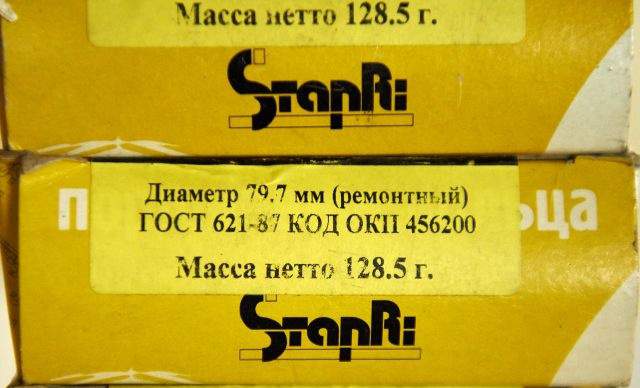 Масса нетто 128.5 г.
StapRi
Диаметр 79.7 мм (ремонтный)
ГОСТ 621-87 КОД ОКП 456200
Масса нетто 128.5 г.
StapRi